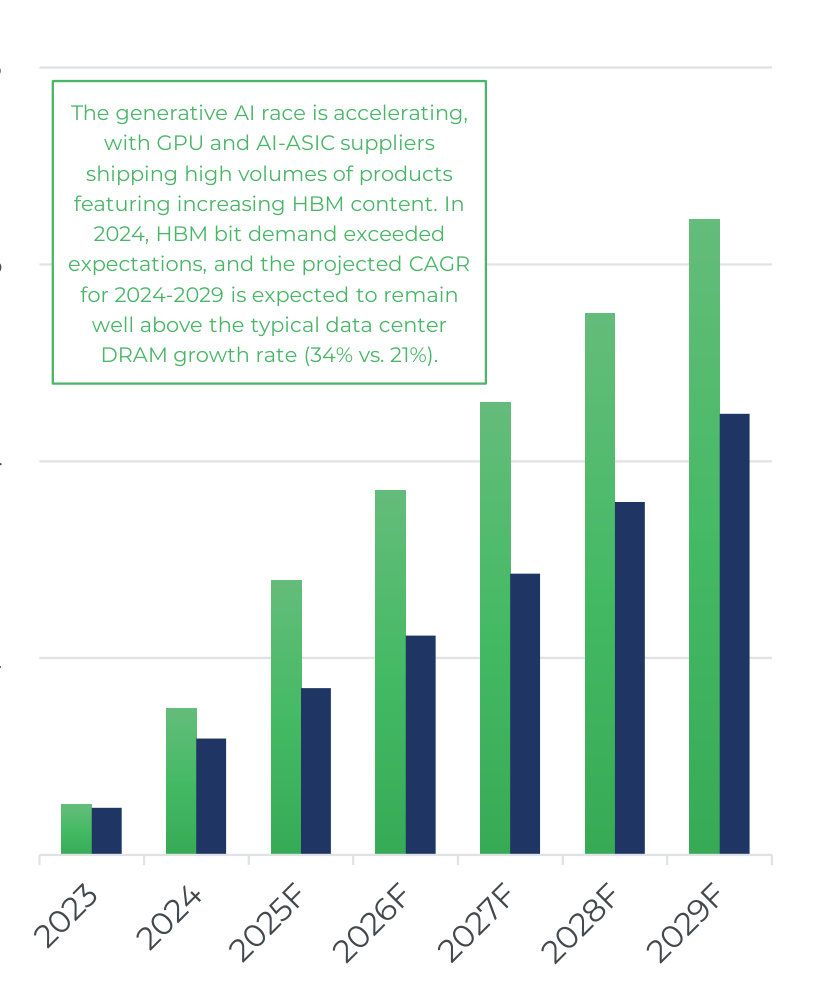 The generative AI race is accelerating,
with GPU and AI-ASIC suppliers
shipping high volumes of products
featuring increasing HBM content. In
2024, HBM bit demand exceeded
expectations, and the projected CAGR
for 2024-2029 is expected to remain
well above the typical data center
DRAM growth rate (34% vs. 21%).
2023
2024
2025F
2026F
2027F
2028F
2029F